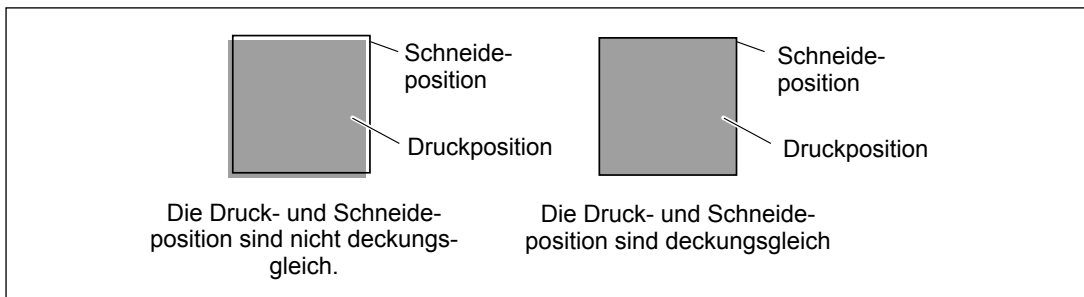 Schneide-
position
Druckposition
Die Druck- und Schneide-
position sind nicht deckungs-
gleich.
Schneide-
position
Druckposition
Die Druck- und Schneide-
position sind deckungsgleich